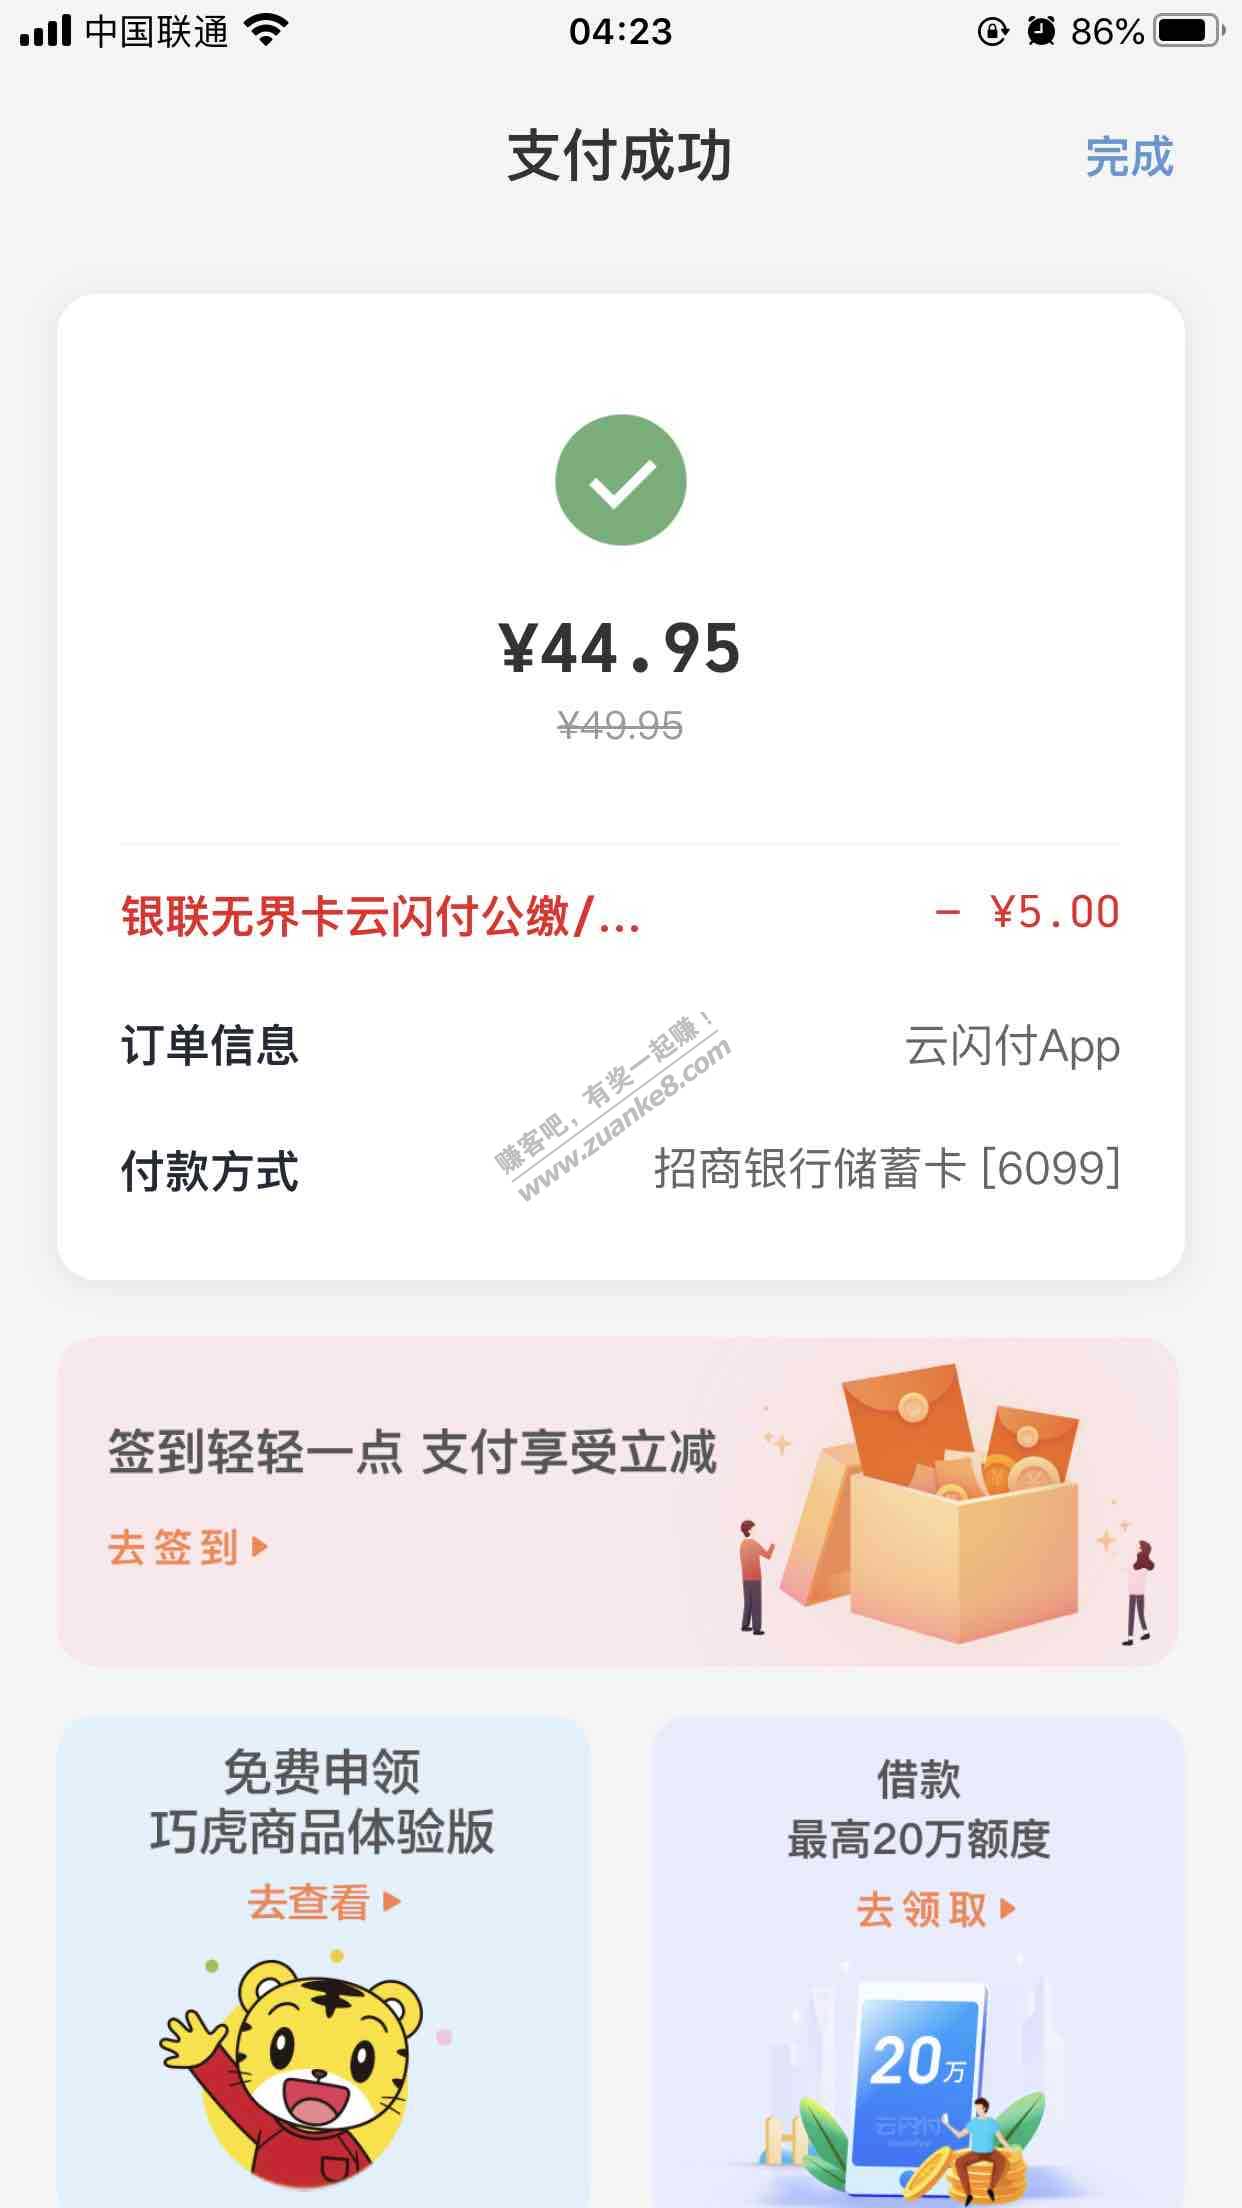 中国联通
04:23
86%
支付成功
完成
¥44.95
¥49.95
银联无界卡云闪付公缴/...
- ¥5.00
订单信息
云闪付App
付款方式
招商银行储蓄卡 [6099]
赚客吧，有奖一起赚！
www.zuanke8.com
签到轻轻一点 支付享受立减
去签到
免费申领
巧虎商品体验版
去查看
借款
最高20万额度
去领取
20万
云闪付